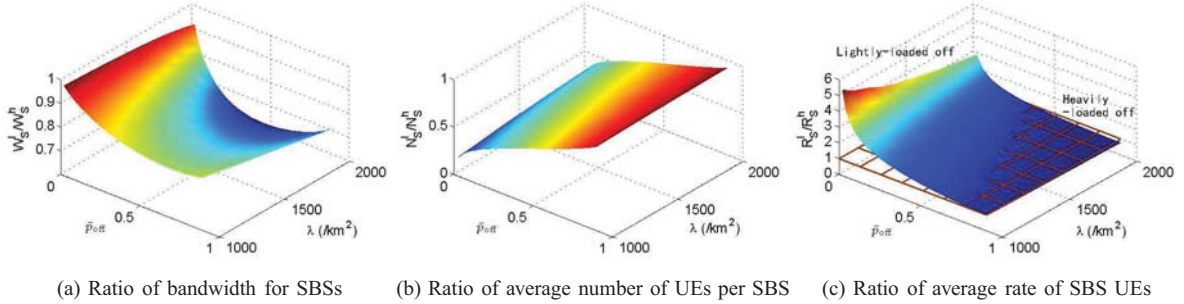 W_S^l/W_S^h
1
0.9
0.8
0.7
0
0.5
1
p̄off
1000
1500
2000
λ (/km²)
N_S^l/N_S^h
1
0.5
0
0
0.5
1
p̄off
1000
1500
2000
λ (/km²)
Lightly-loaded off
Heavily
-loaded off
R_S^l/R_S^h
6
5
4
3
2
1
0
0
0.5
1
p̄off
1000
1500
2000
λ (/km²)
(a) Ratio of bandwidth for SBSs
(b) Ratio of average number of UEs per SBS
(c) Ratio of average rate of SBS UEs